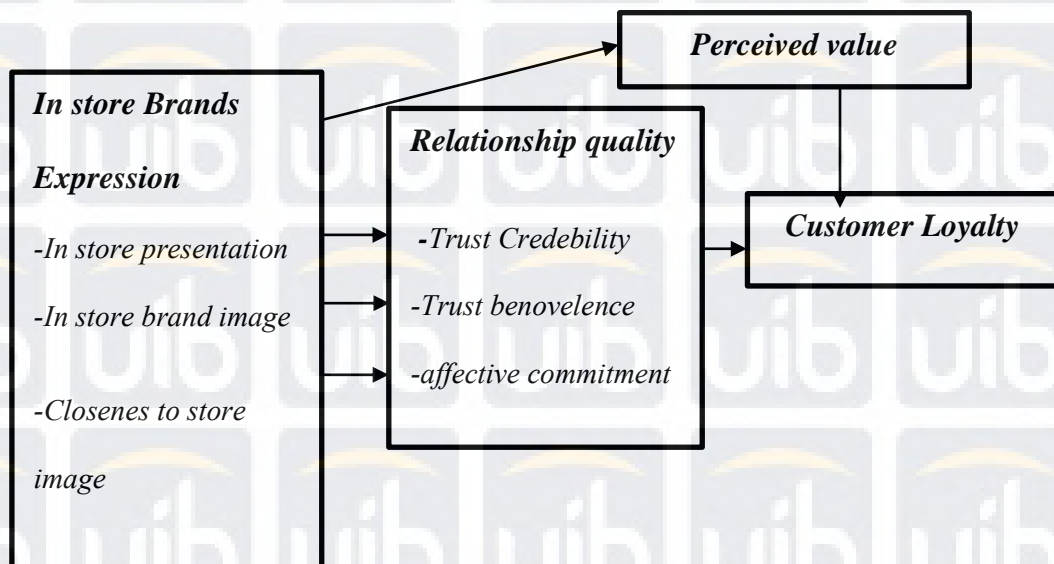 In store Brands
Expression
-In store presentation
-In store brand image
-Closenes to store
image
Relationship quality
-Trust Credebility
-Trust benovelence
-affective commitment
Perceived value
Customer Loyalty
uib